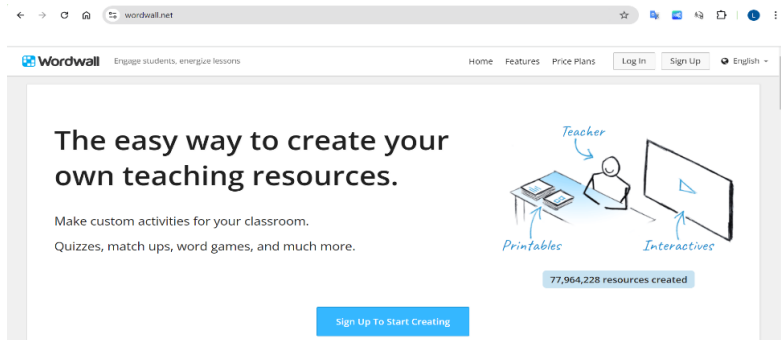 wordwall.net
L
Wordwall Engage students, energize lessons Home Features Price Plans Log In Sign Up English
The easy way to create your
own teaching resources.
Make custom activities for your classroom.
Quizzes, match ups, word games, and much more.
Teacher
Printables
Interactives
77,964,228 resources created
Sign Up To Start Creating